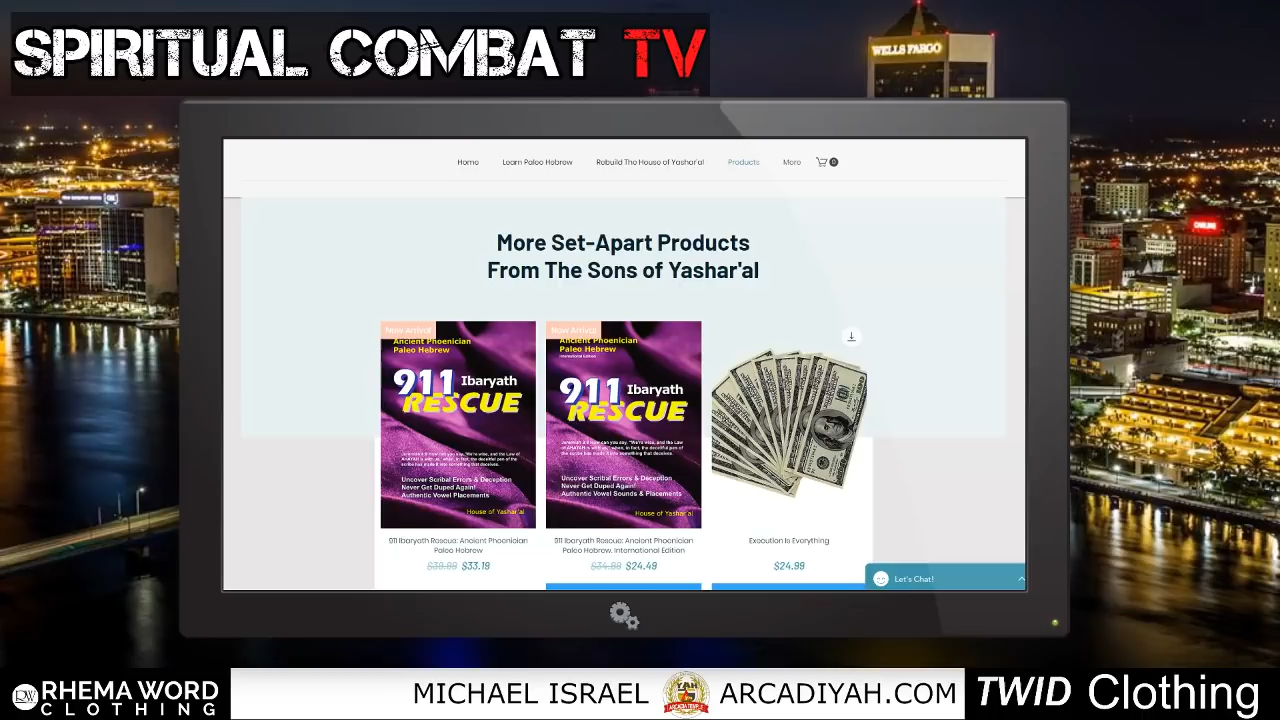 SPIRITUAL COMBAT TV
WELLS FARGO
Home
Learn Paleo Hebrew
Rebuild The House of Yashar'al
Products
More
0
More Set-Apart Products
From The Sons of Yashar'al
New Arrival
Ancient Phoenician
Paleo Hebrew
911 Ibaryath
RESCUE
Uncover Scribal Errors & Deception
Never Get Duped Again!
Authentic Vowel Placements
House of Yashar'al
911 Ibaryath Rescue: Ancient Phoenician
Paleo Hebrew
$39.99 $33.19
New Arrival
Ancient Phoenician
Paleo Hebrew
International Edition
911 Ibaryath
RESCUE
Uncover Scribal Errors & Deception
Never Get Duped Again!
Authentic Vowel Sounds & Placements
House of Yashar'al
911 Ibaryath Rescue: Ancient Phoenician
Paleo Hebrew. International Edition
$34.99 $24.49
100
Execution Is Everything
$24.99
Let's Chat!
RW
RHEMA WORD
CLOTHING
MICHAEL ISRAEL
YAH
ARCADIYAH.COM
TWID Clothing